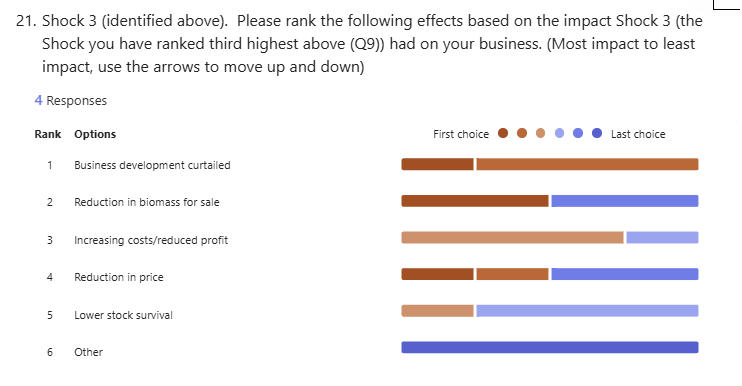 21. Shock 3 (identified above).  Please rank the following effects based on the impact Shock 3 (the
Shock you have ranked third highest above (Q9)) had on your business. (Most impact to least
impact, use the arrows to move up and down)
4 Responses
Rank Options First choice Last choice
1 Business development curtailed
2 Reduction in biomass for sale
3 Increasing costs/reduced profit
4 Reduction in price
5 Lower stock survival
6 Other